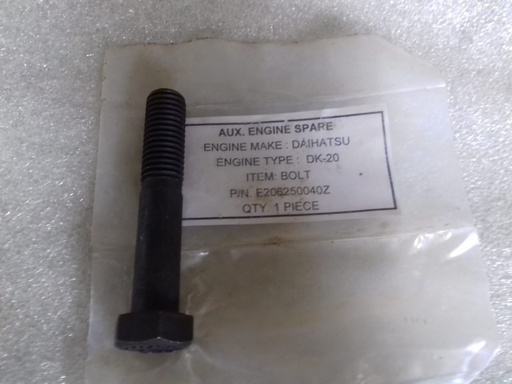 AUX. ENGINE SPARE
ENGINE MAKE : DAIHATSU
ENGINE TYPE : DK-20
ITEM: BOLT
P/N. E206250040Z
QTY. 1 PIECE